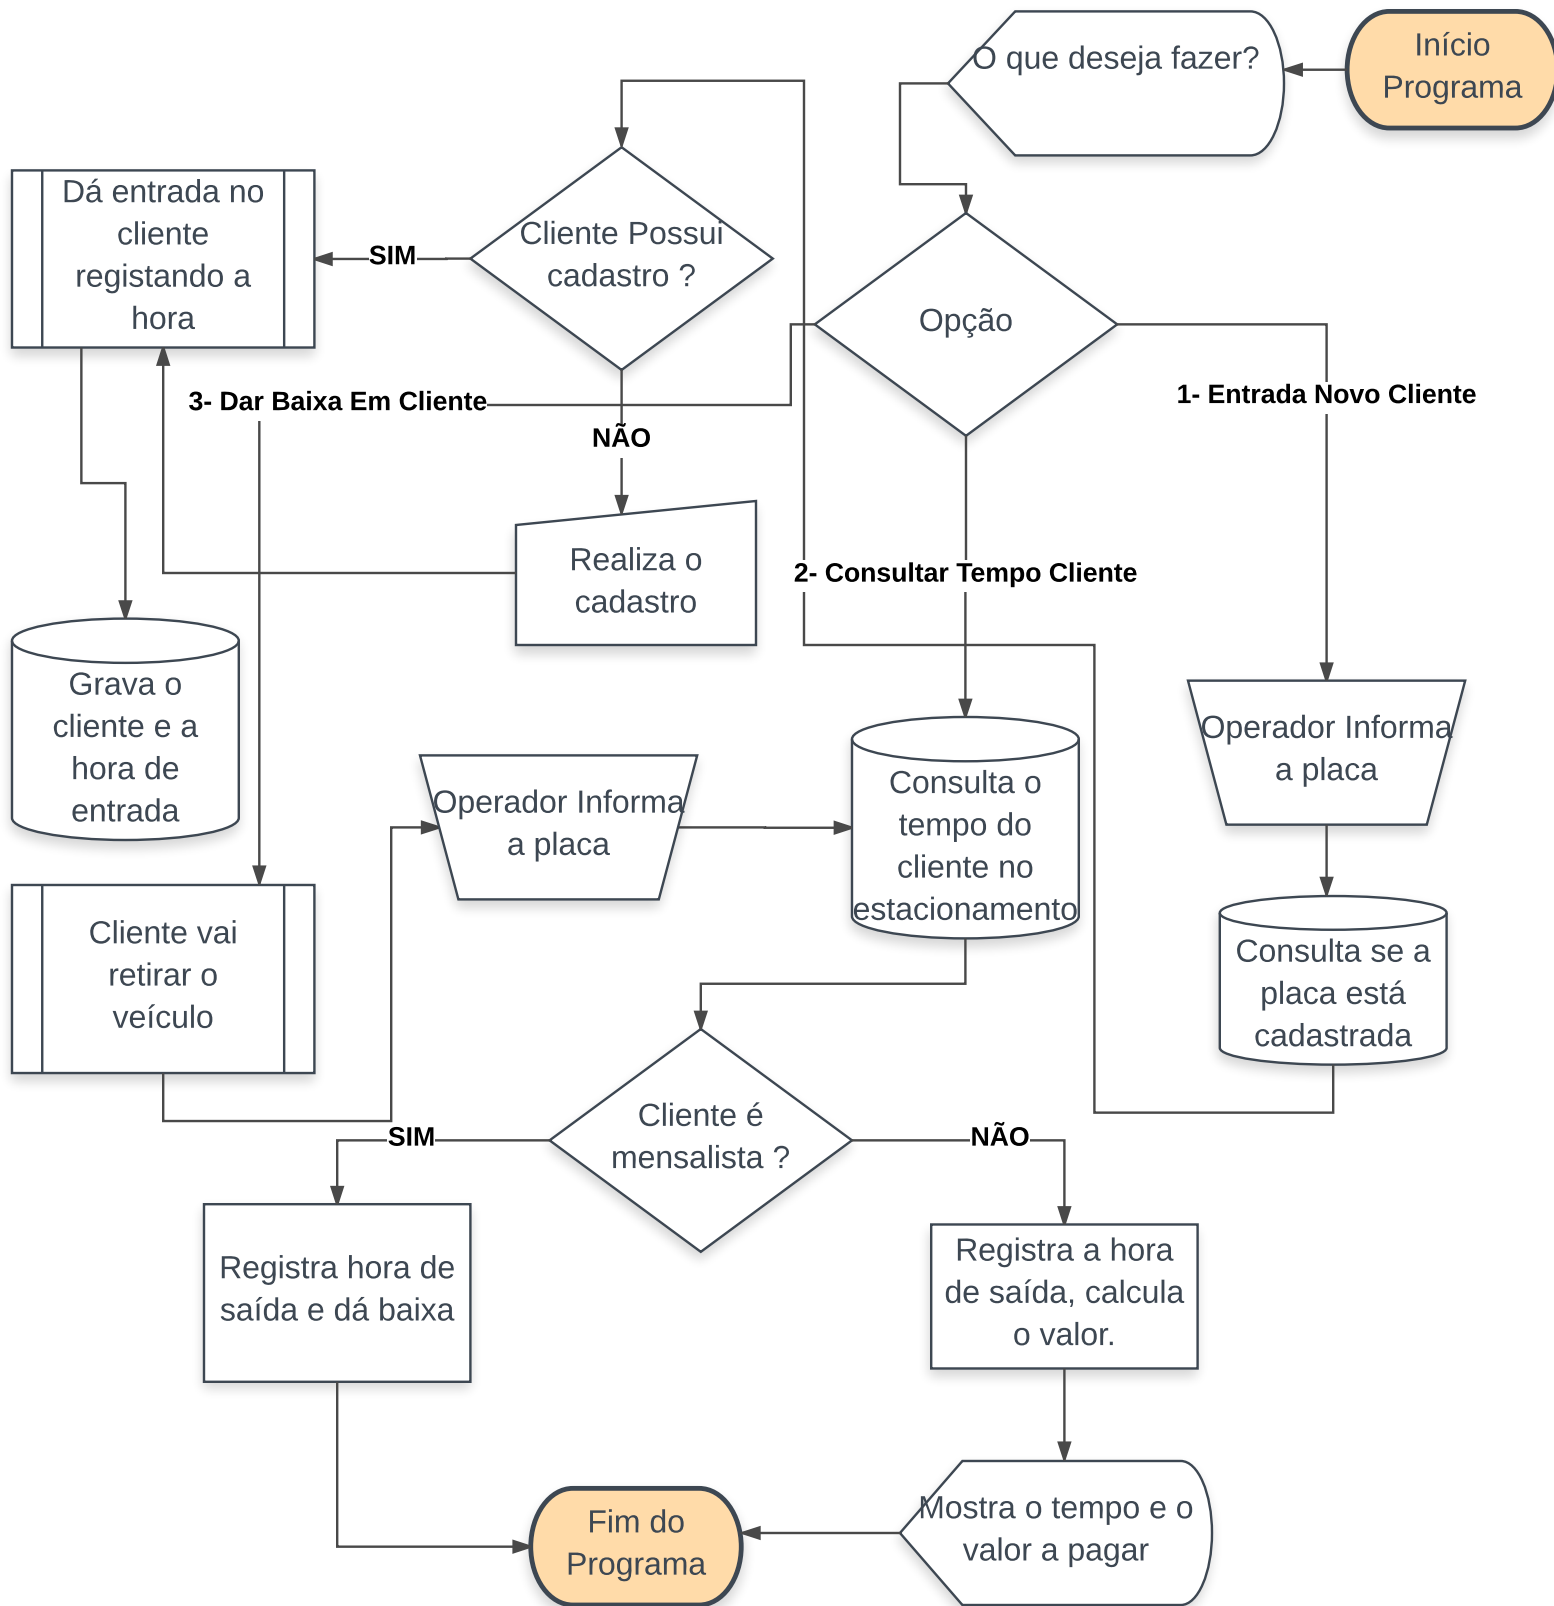 O que deseja fazer?
Início
Programa
Dá entrada no
cliente
registando a
hora
SIM
Cliente Possui
cadastro ?
Opção
3- Dar Baixa Em Cliente
1- Entrada Novo Cliente
NÃO
Realiza o
cadastro
2- Consultar Tempo Cliente
Grava o
cliente e a
hora de
entrada
Operador Informa
a placa
Consulta o
tempo do
cliente no
estacionamento
Operador Informa
a placa
Cliente vai
retirar o
veículo
Consulta se a
placa está
cadastrada
Cliente é
mensalista ?
SIM
NÃO
Registra hora de
saída e dá baixa
Registra a hora
de saída, calcula
o valor.
Fim do
Programa
Mostra o tempo e o
valor a pagar